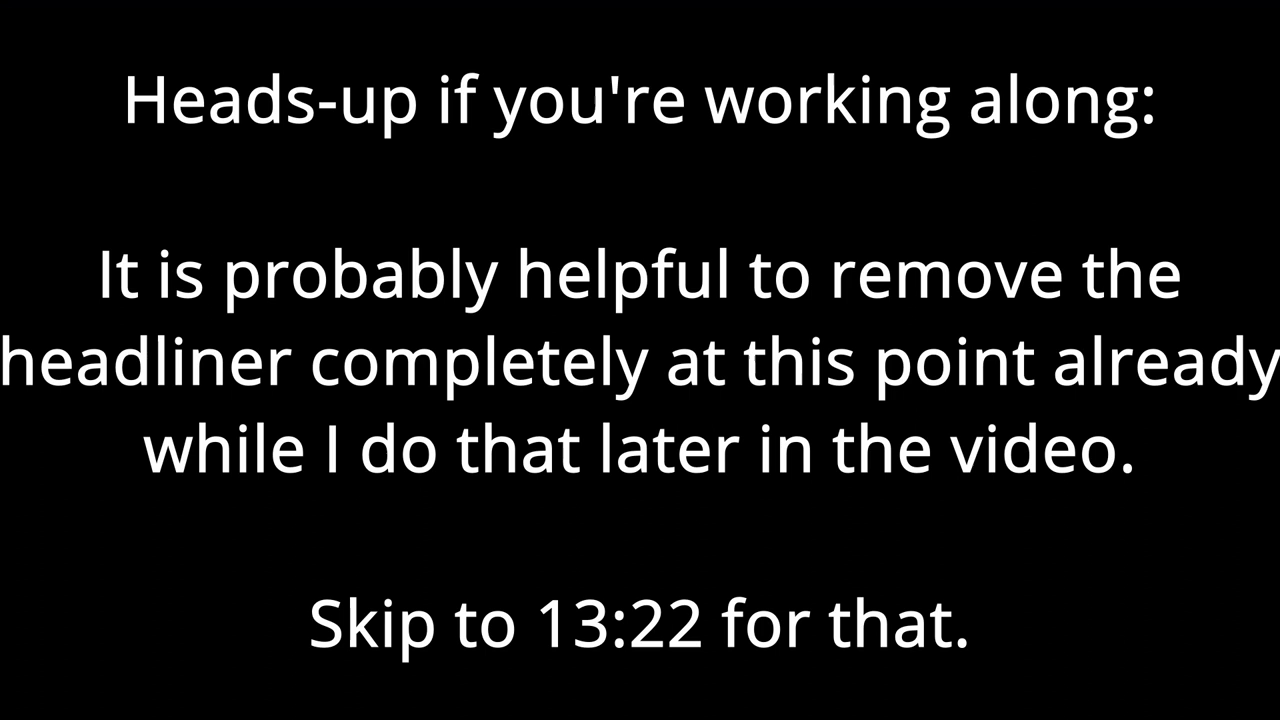 Heads-up if you're working along:
It is probably helpful to remove the
headliner completely at this point already
while I do that later in the video.
Skip to 13:22 for that.